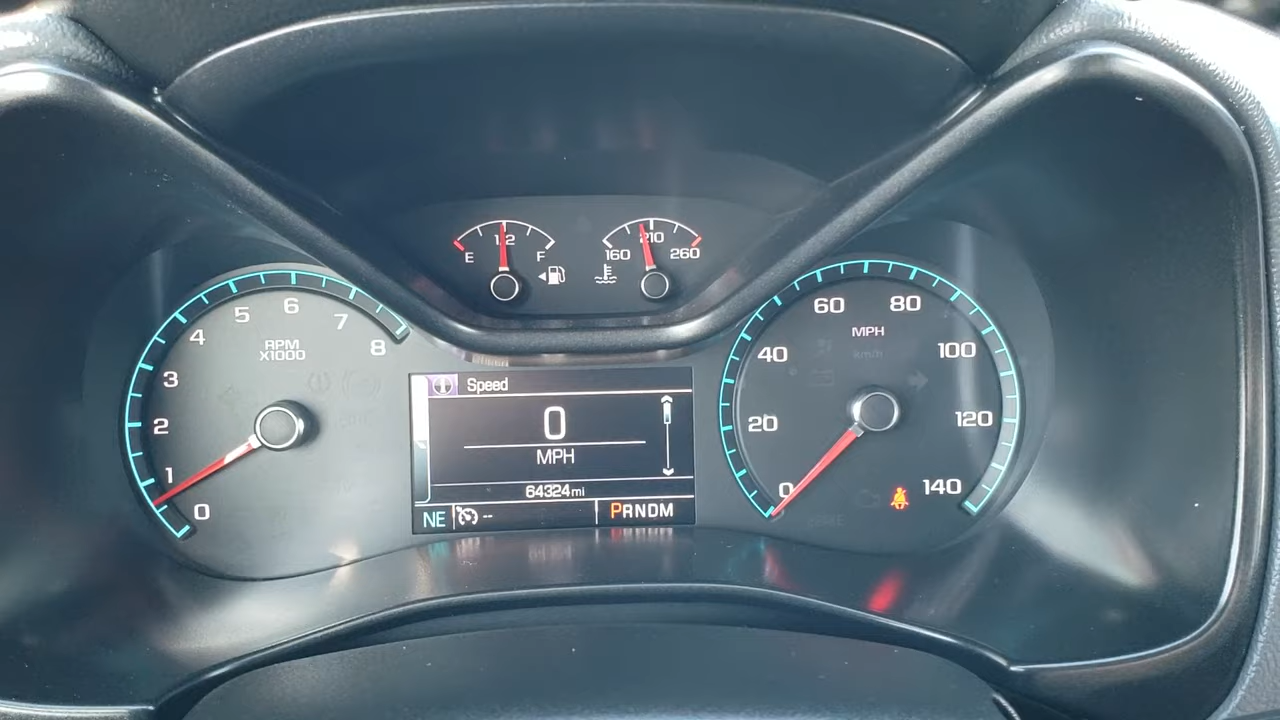 E 1/2 F
160 210 260
0 1 2 3 4 5 6 7 8
RPM
X1000
Speed
0
MPH
64324mi
NE -- PRNDM
0 20 40 60 80 100 120 140
MPH
km/h